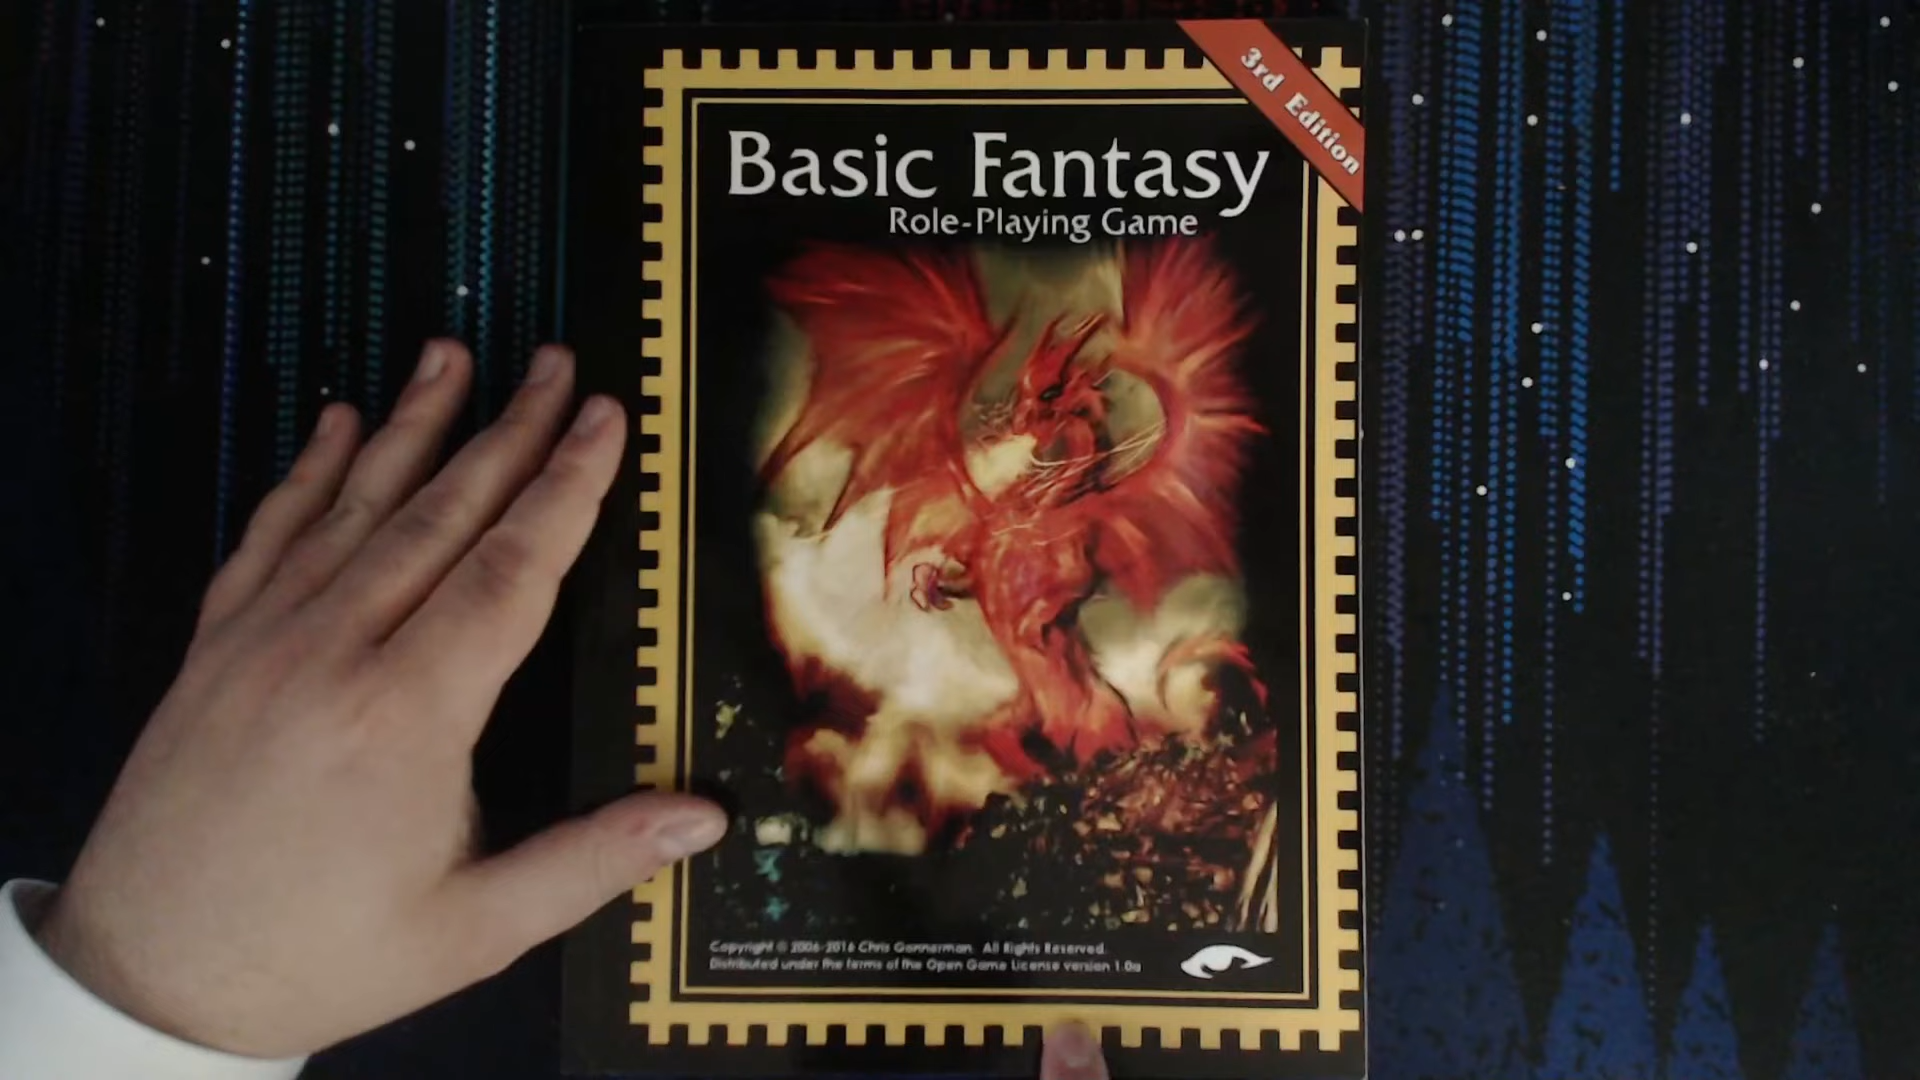 3rd Edition
Basic Fantasy
Role-Playing Game
Copyright © 2006-2016 Chris Gonnerman. All Rights Reserved.
Distributed under the terms of the Open Game License version 1.0a